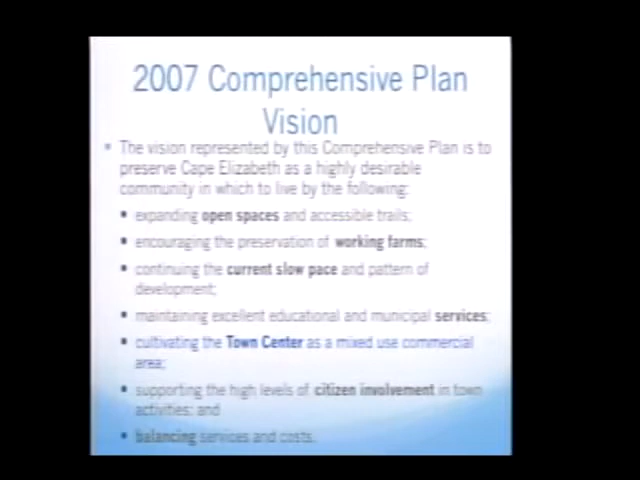 2007 Comprehensive Plan
Vision
The vision represented by this Comprehensive Plan is to
preserve Cape Elizabeth as a highly desirable
community in which to live by the following:
expanding open spaces and accessible trails;
encouraging the preservation of working farms;
continuing the current slow pace and pattern of
development;
maintaining excellent educational and municipal services;
cultivating the Town Center as a mixed use commercial
area;
supporting the high levels of citizen involvement in town
activities; and
balancing services and costs.